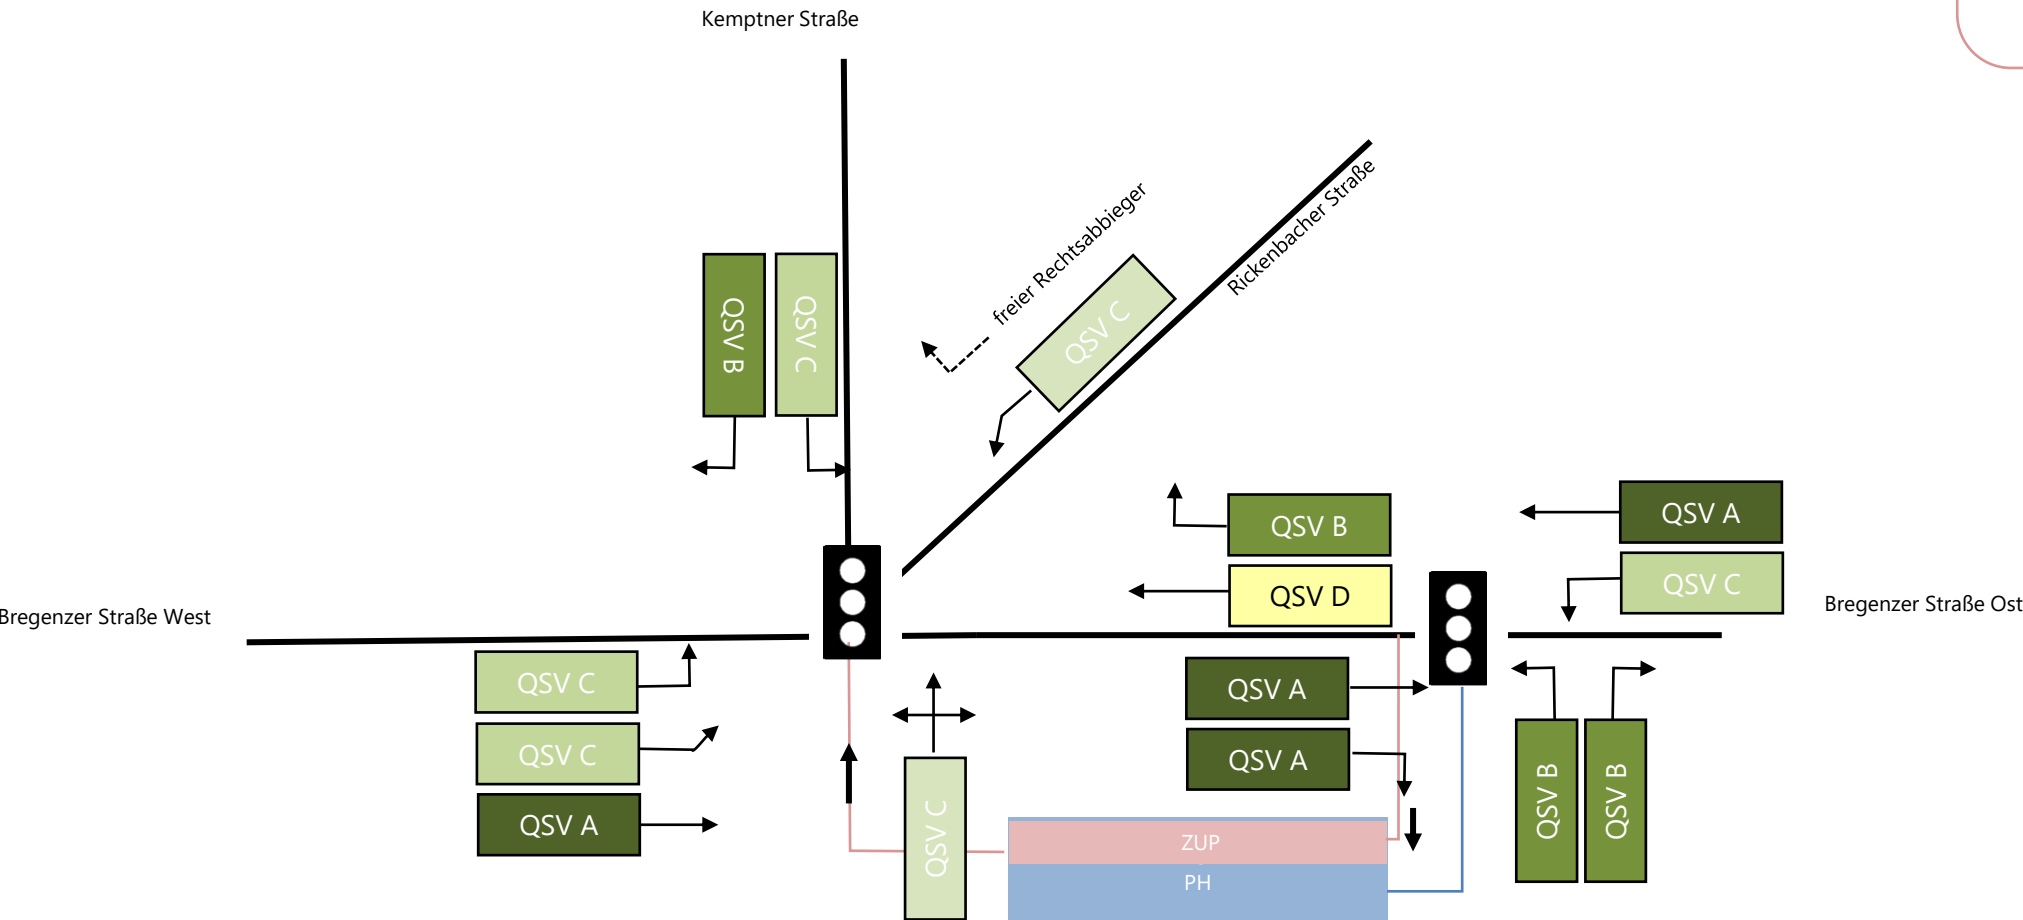 Kemptner Straße
freier Rechtsabbieger
Rickenbacher Straße
QSV B
QSV C
QSV C
QSV B
QSV A
QSV D
QSV C
Bregenzer Straße West
Bregenzer Straße Ost
QSV C
QSV A
QSV C
QSV A
QSV A
QSV C
QSV B
QSV B
ZUP
PH